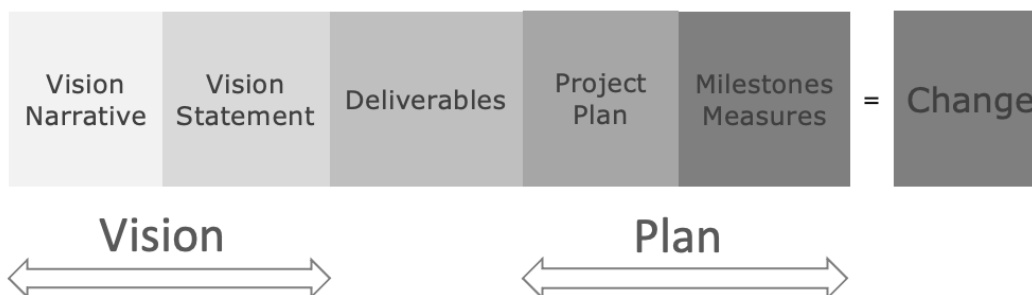 Vision
Narrative
Vision
Statement
Deliverables
Project
Plan
Milestones
Measures
=
Change
Vision
Plan